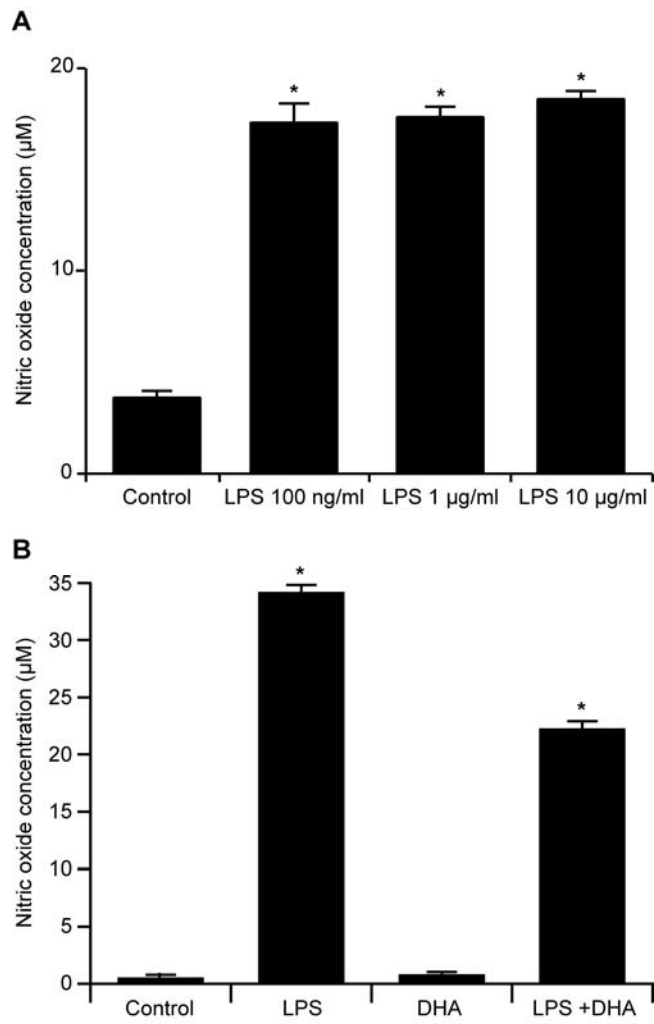 A
Nitric oxide concentration (µM)
20
*
*
*
10
0
Control
LPS 100 ng/ml
LPS 1 µg/ml
LPS 10 µg/ml
B
Nitric oxide concentration (µM)
35
30
25
20
15
10
5
0
*
*
Control
LPS
DHA
LPS +DHA